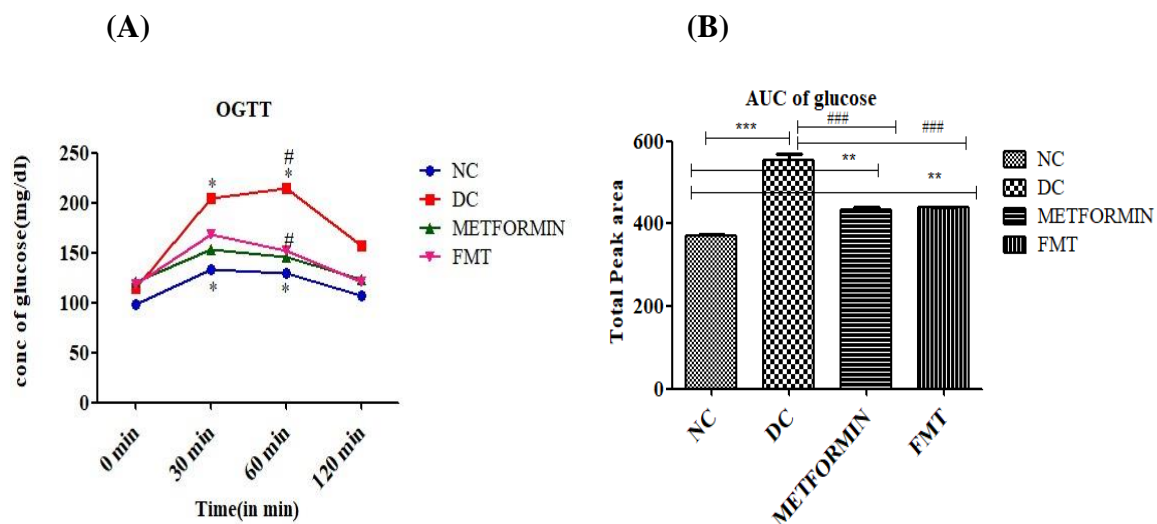 (A)
OGTT
conc of glucose(mg/dl)
250
200
150
100
50
0
#
*
*
#
*
*
0 min
30 min
60 min
120 min
Time(in min)
NC
DC
METFORMIN
FMT
(B)
AUC of glucose
Total Peak area
600
400
200
0
***
###
###
**
**
NC
DC
METFORMIN
FMT
NC
DC
METFORMIN
FMT